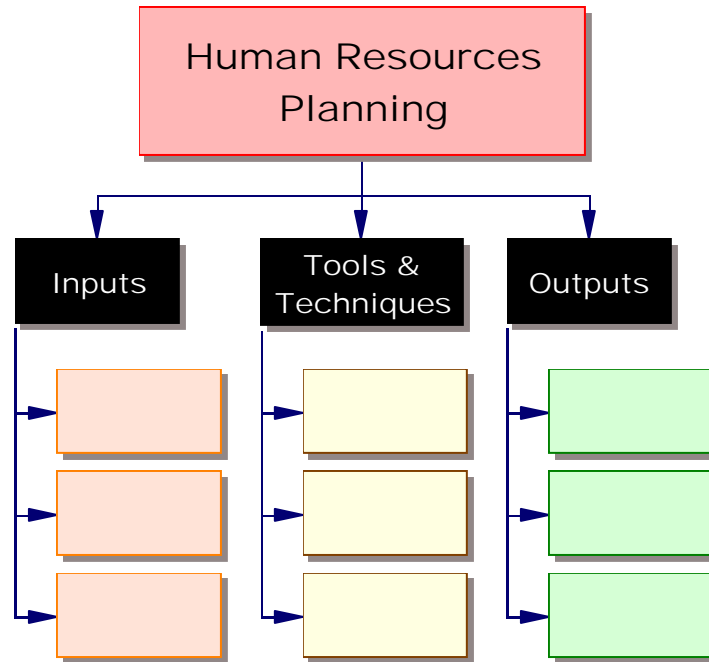 Human Resources
Planning
Inputs
Tools &
Techniques
Outputs